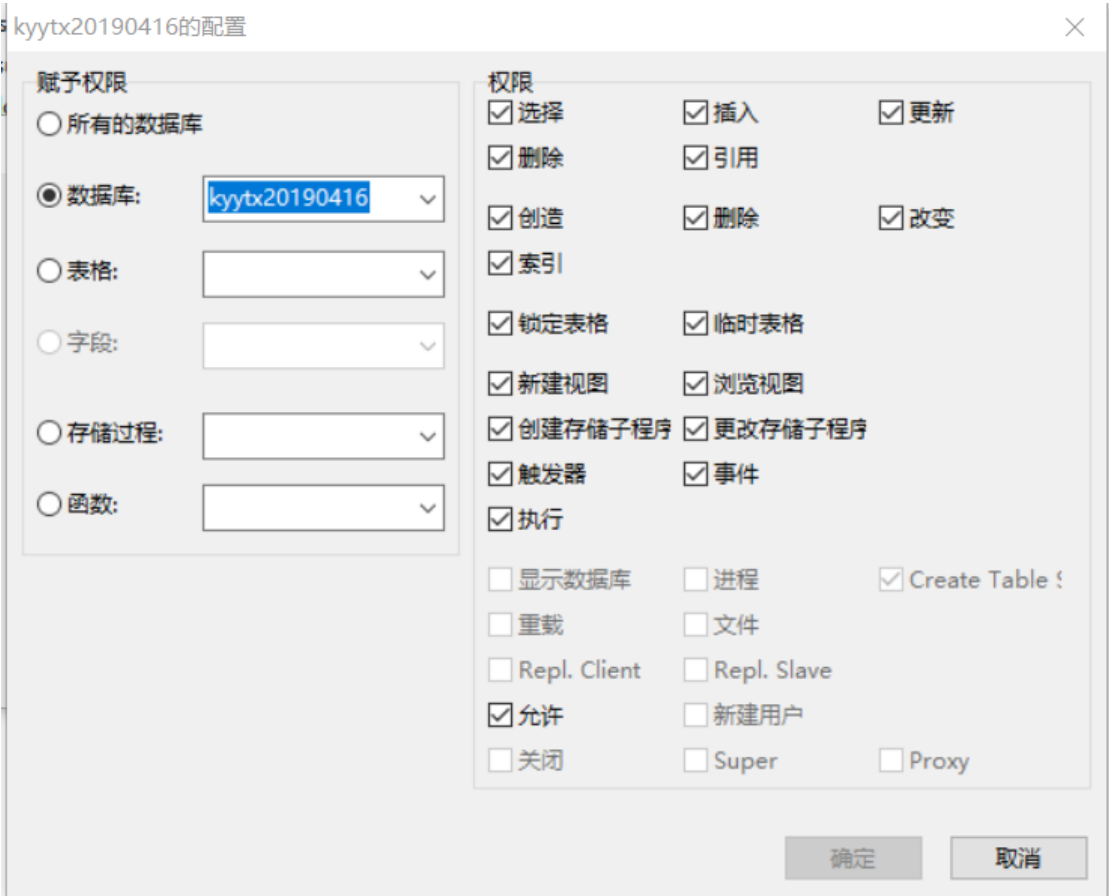 kyytx20190416的配置
赋予权限
所有的数据库
数据库: kyytx20190416
表格:
字段:
存储过程:
函数:
权限
选择 插入 更新
删除 引用
创造 删除 改变
索引
锁定表格 临时表格
新建视图 浏览视图
创建存储子程序 更改存储子程序
触发器 事件
执行
显示数据库 进程 Create Table
重载 文件
Repl. Client Repl. Slave
允许 新建用户
关闭 Super Proxy
确定 取消